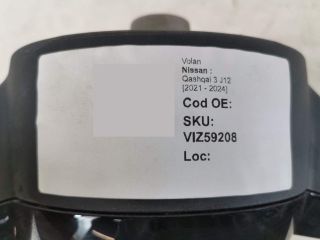 Volan
Nissan :
Qashqai 3 J12
[2021 - 2024]
Cod OE:
SKU:
VIZ59208
Loc: